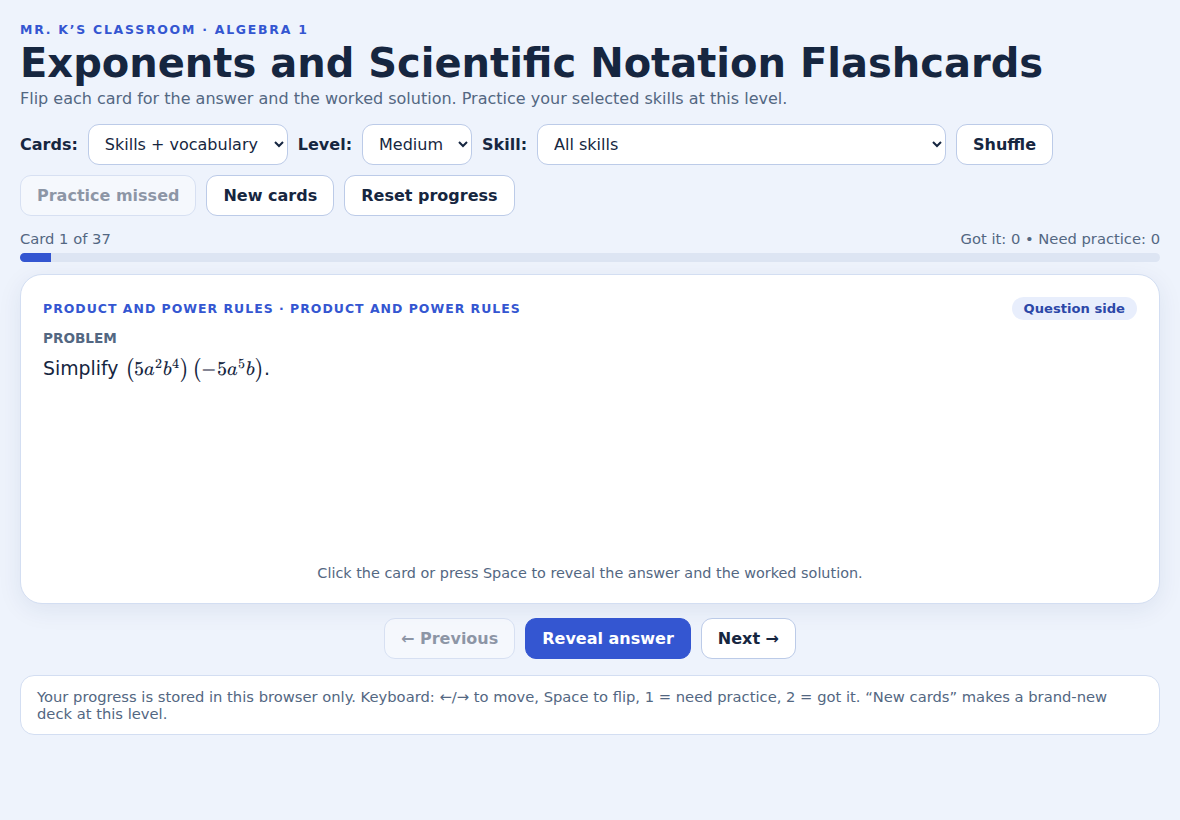 MR. K’S CLASSROOM · ALGEBRA 1
Exponents and Scientific Notation Flashcards
Flip each card for the answer and the worked solution. Practice your selected skills at this level.
Cards: Skills + vocabulary Level: Medium Skill: All skills Shuffle
Practice missed New cards Reset progress
Card 1 of 37 Got it: 0 • Need practice: 0
PRODUCT AND POWER RULES · PRODUCT AND POWER RULES Question side
PROBLEM
Simplify (5a²b⁴) (−5a⁵b).
Click the card or press Space to reveal the answer and the worked solution.
← Previous Reveal answer Next →
Your progress is stored in this browser only. Keyboard: ←/→ to move, Space to flip, 1 = need practice, 2 = got it. “New cards” makes a brand-new
deck at this level.